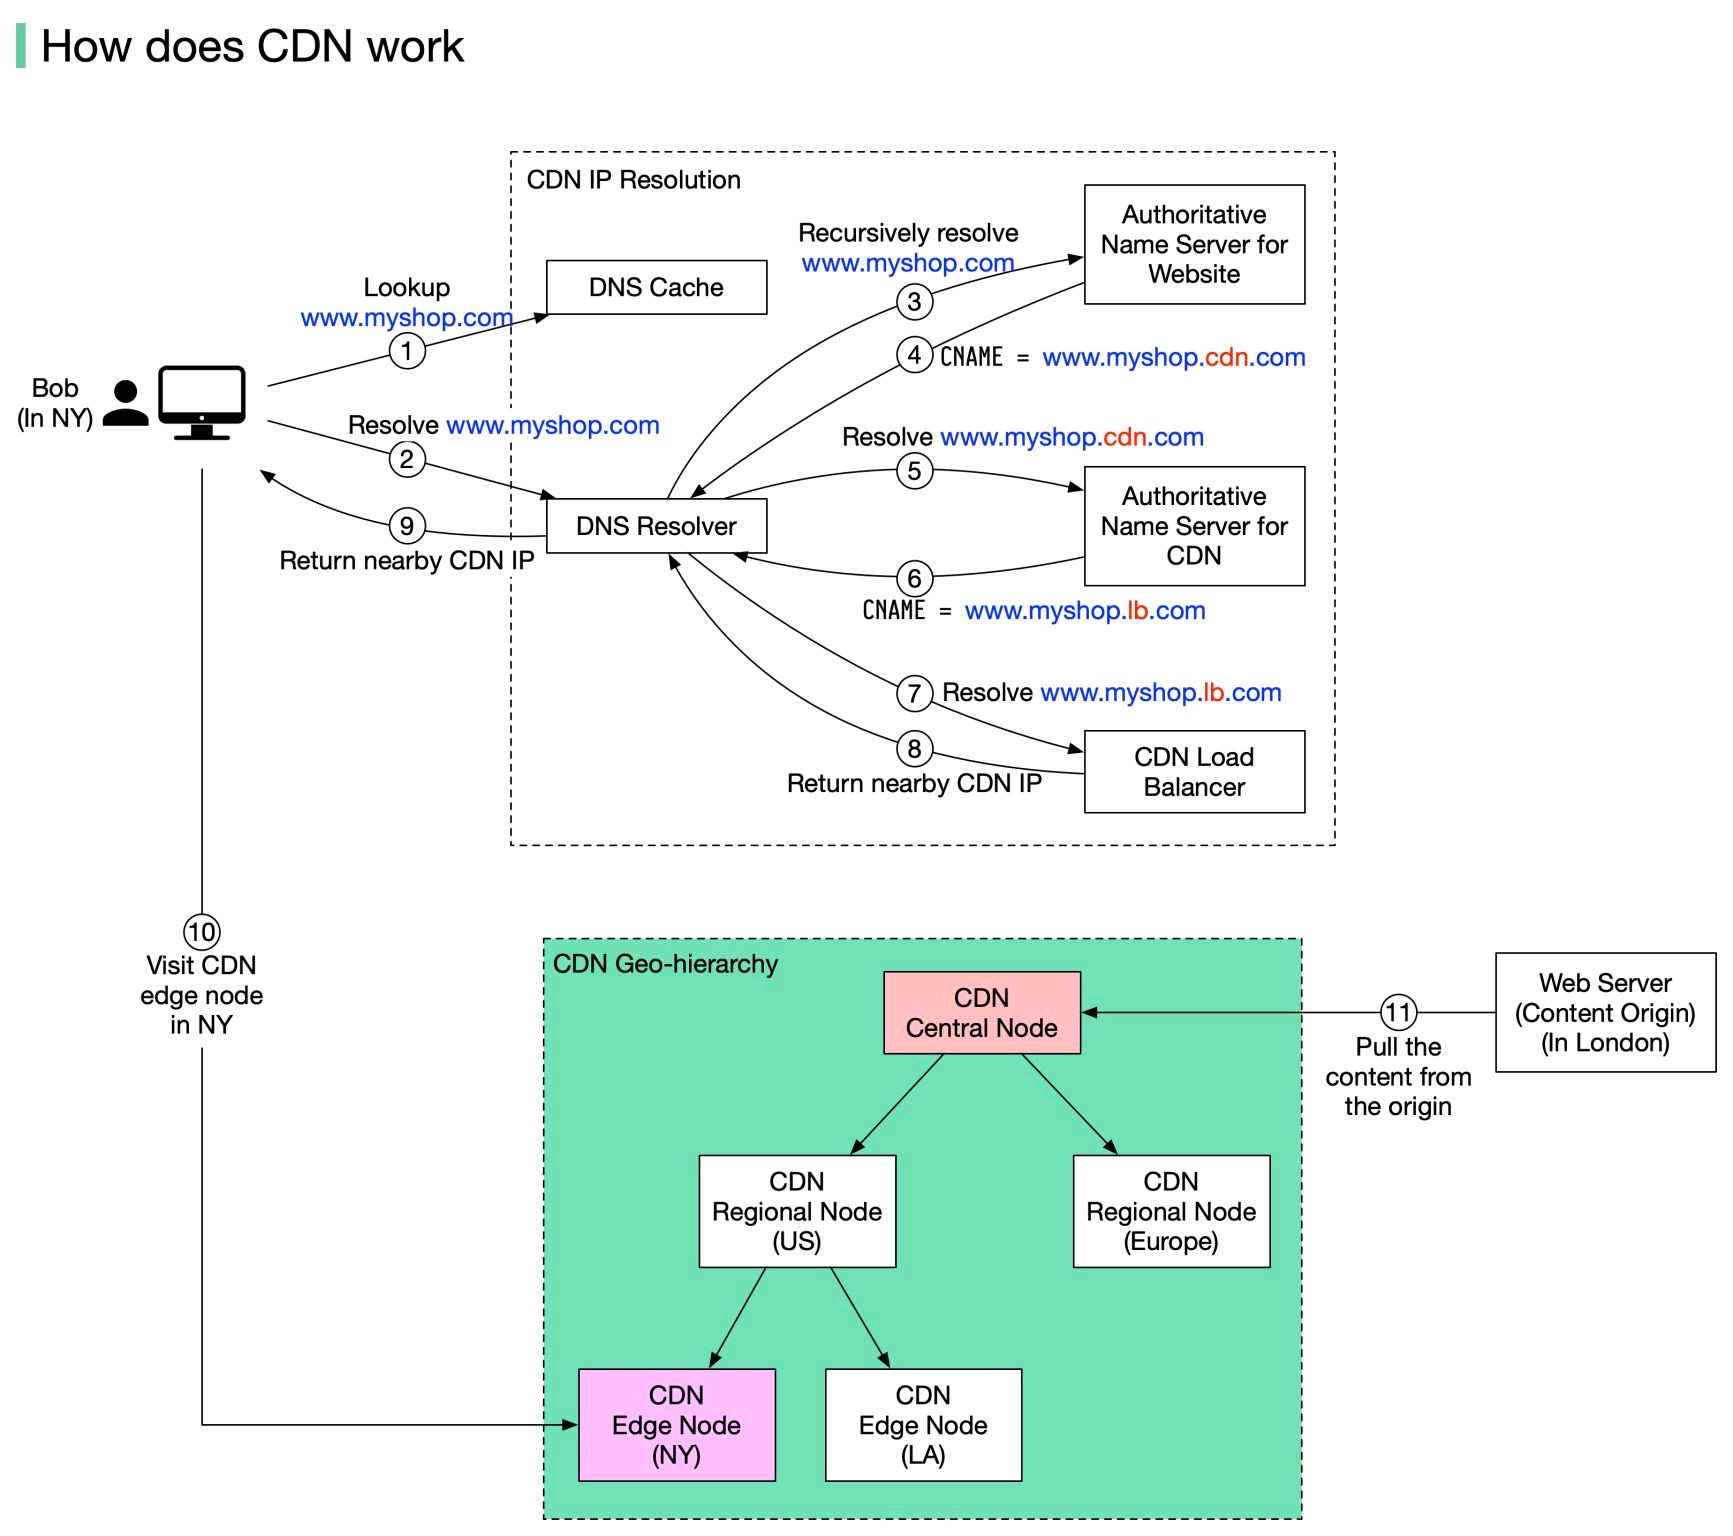 How does CDN work
CDN IP Resolution
Authoritative
Name Server for
Website
Recursively resolve
www.myshop.com
3
DNS Cache
Lookup
www.myshop.com
1
4 CNAME = www.myshop.cdn.com
Bob
(In NY)
Resolve www.myshop.com
2
Resolve www.myshop.cdn.com
5
Authoritative
Name Server for
CDN
DNS Resolver
9
Return nearby CDN IP
6
CNAME = www.myshop.lb.com
7 Resolve www.myshop.lb.com
8
Return nearby CDN IP
CDN Load
Balancer
10
Visit CDN
edge node
in NY
CDN Geo-hierarchy
CDN
Central Node
11
Pull the
content from
the origin
Web Server
(Content Origin)
(In London)
CDN
Regional Node
(US)
CDN
Regional Node
(Europe)
CDN
Edge Node
(NY)
CDN
Edge Node
(LA)